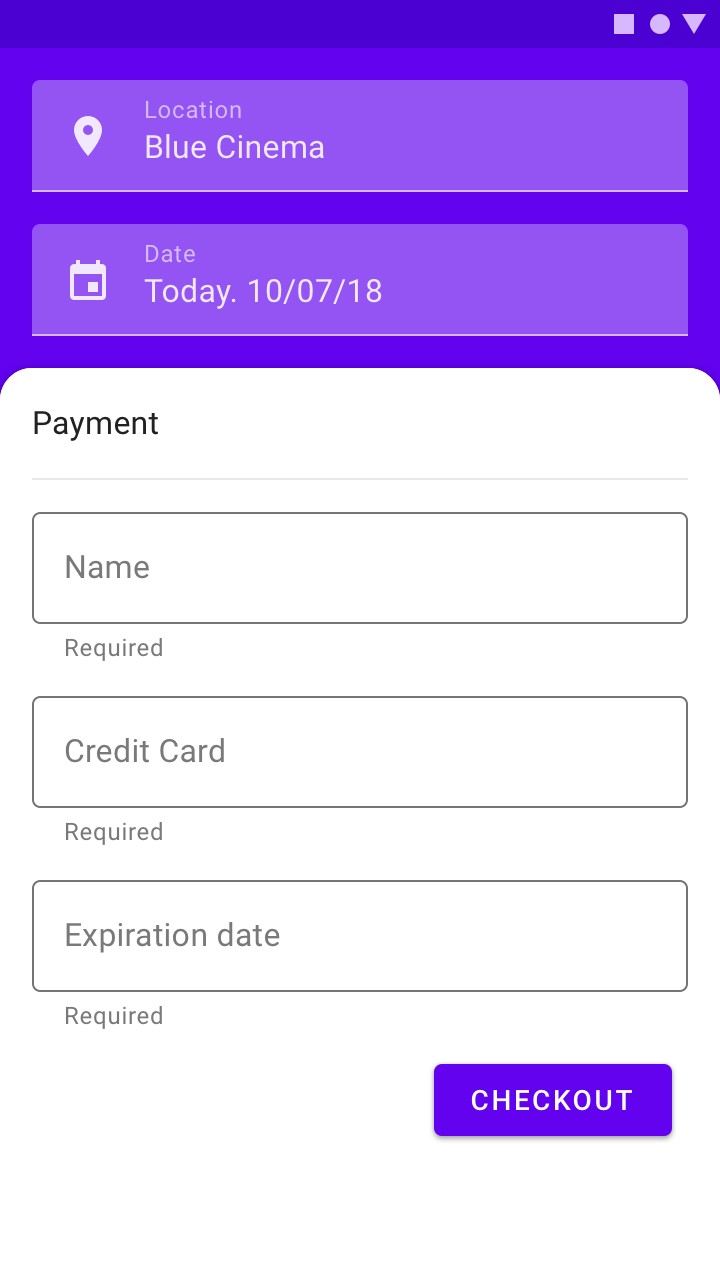 Location
Blue Cinema
Date
Today. 10/07/18
Payment
Name
Required
Credit Card
Required
Expiration date
Required
CHECKOUT